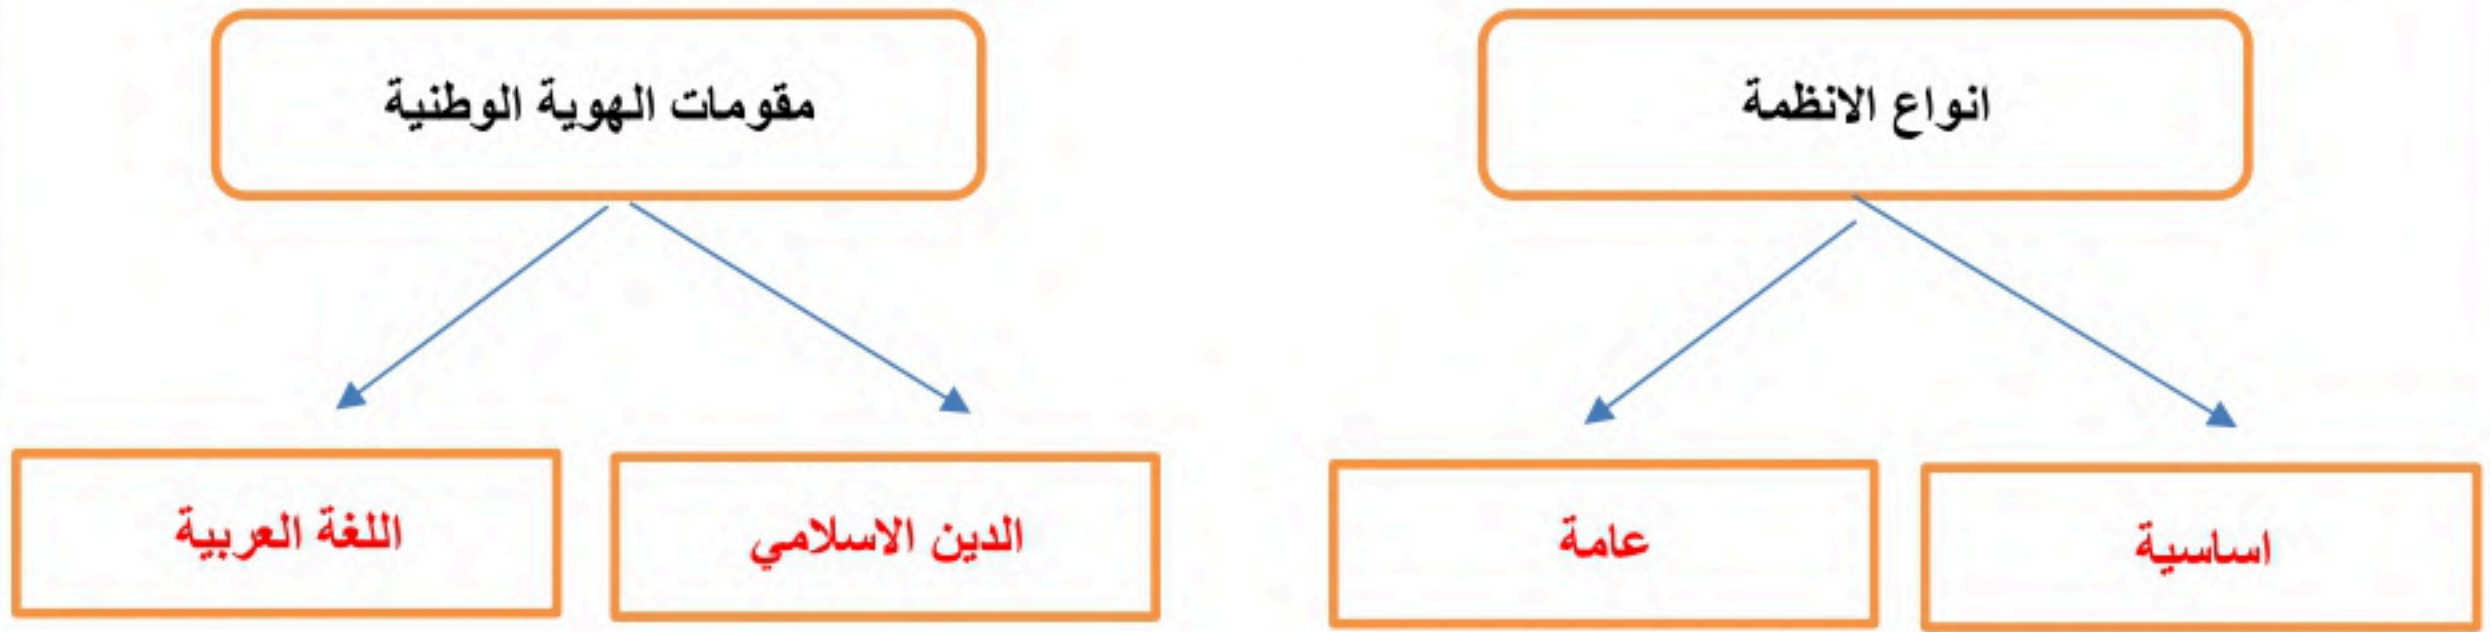 انواع الانظمة
مقومات الهوية الوطنية
اساسية
عامة
الدين الاسلامي
اللغة العربية